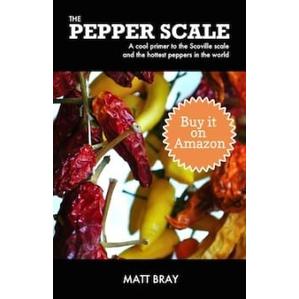 THE
PEPPER SCALE
A cool primer to the Scoville scale
and the hottest peppers in the world
Buy it
on
Amazon
MATT BRAY